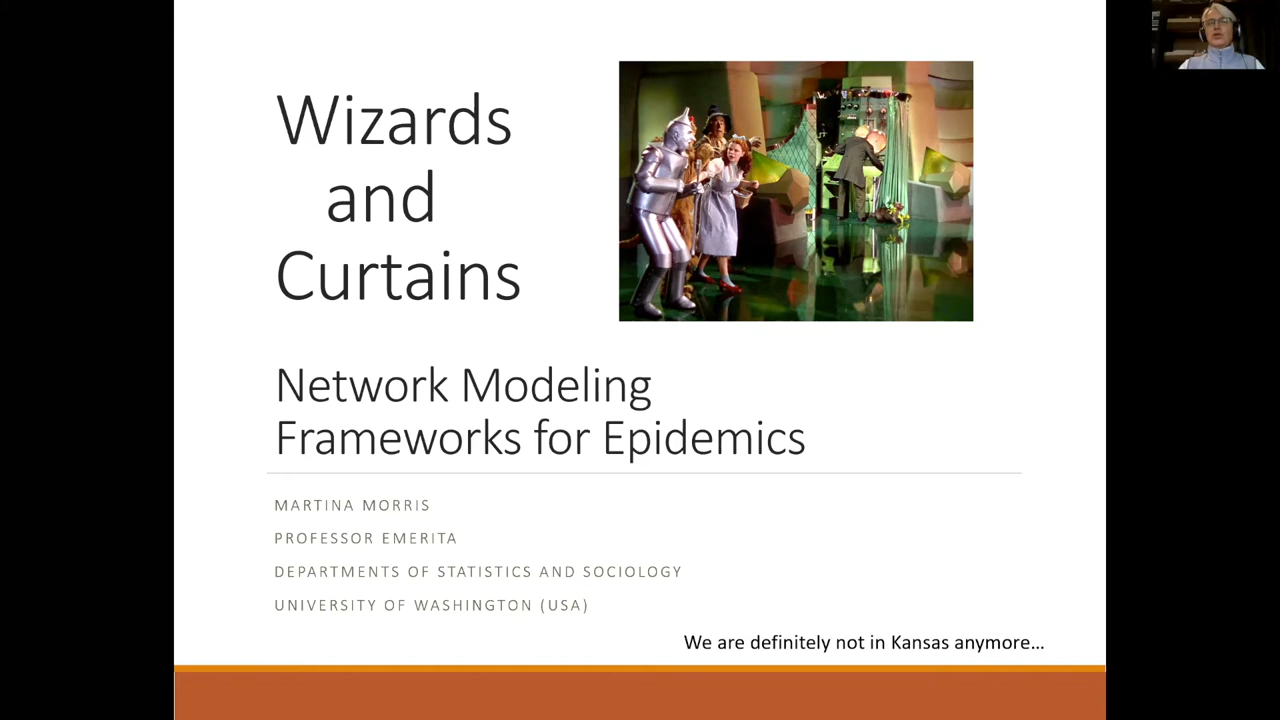 Wizards
and
Curtains
Network Modeling
Frameworks for Epidemics
MARTINA MORRIS
PROFESSOR EMERITA
DEPARTMENTS OF STATISTICS AND SOCIOLOGY
UNIVERSITY OF WASHINGTON (USA)
We are definitely not in Kansas anymore…